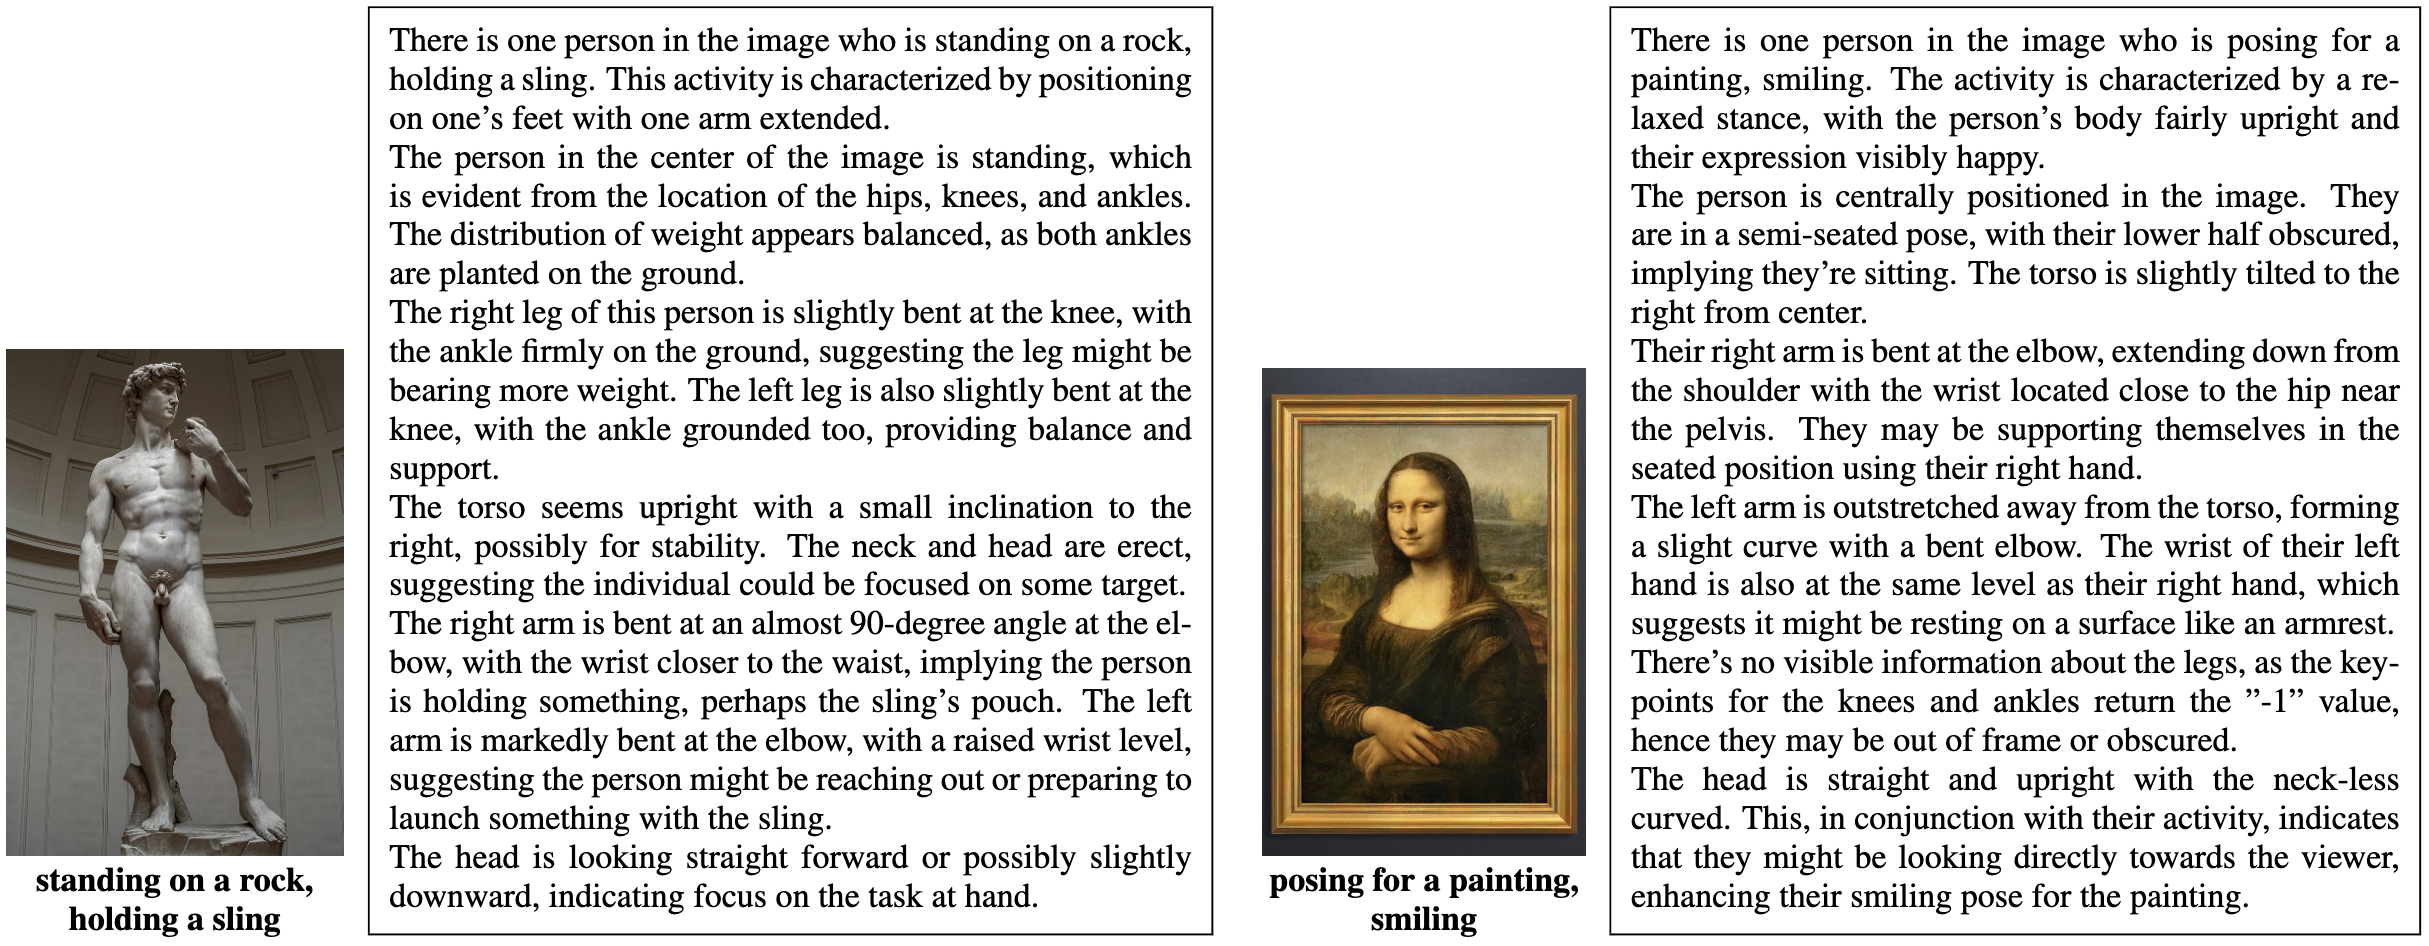 There is one person in the image who is standing on a rock,
holding a sling. This activity is characterized by positioning
on one’s feet with one arm extended.
The person in the center of the image is standing, which
is evident from the location of the hips, knees, and ankles.
The distribution of weight appears balanced, as both ankles
are planted on the ground.
The right leg of this person is slightly bent at the knee, with
the ankle firmly on the ground, suggesting the leg might be
bearing more weight. The left leg is also slightly bent at the
knee, with the ankle grounded too, providing balance and
support.
The torso seems upright with a small inclination to the
right, possibly for stability. The neck and head are erect,
suggesting the individual could be focused on some target.
The right arm is bent at an almost 90-degree angle at the el-
bow, with the wrist closer to the waist, implying the person
is holding something, perhaps the sling’s pouch. The left
arm is markedly bent at the elbow, with a raised wrist level,
suggesting the person might be reaching out or preparing to
launch something with the sling.
The head is looking straight forward or possibly slightly
downward, indicating focus on the task at hand.
standing on a rock,
holding a sling
There is one person in the image who is posing for a
painting, smiling. The activity is characterized by a re-
laxed stance, with the person’s body fairly upright and
their expression visibly happy.
The person is centrally positioned in the image. They
are in a semi-seated pose, with their lower half obscured,
implying they’re sitting. The torso is slightly tilted to the
right from center.
Their right arm is bent at the elbow, extending down from
the shoulder with the wrist located close to the hip near
the pelvis. They may be supporting themselves in the
seated position using their right hand.
The left arm is outstretched away from the torso, forming
a slight curve with a bent elbow. The wrist of their left
hand is also at the same level as their right hand, which
suggests it might be resting on a surface like an armrest.
There’s no visible information about the legs, as the key-
points for the knees and ankles return the ”-1” value,
hence they may be out of frame or obscured.
The head is straight and upright with the neck-less
curved. This, in conjunction with their activity, indicates
that they might be looking directly towards the viewer,
enhancing their smiling pose for the painting.
posing for a painting,
smiling